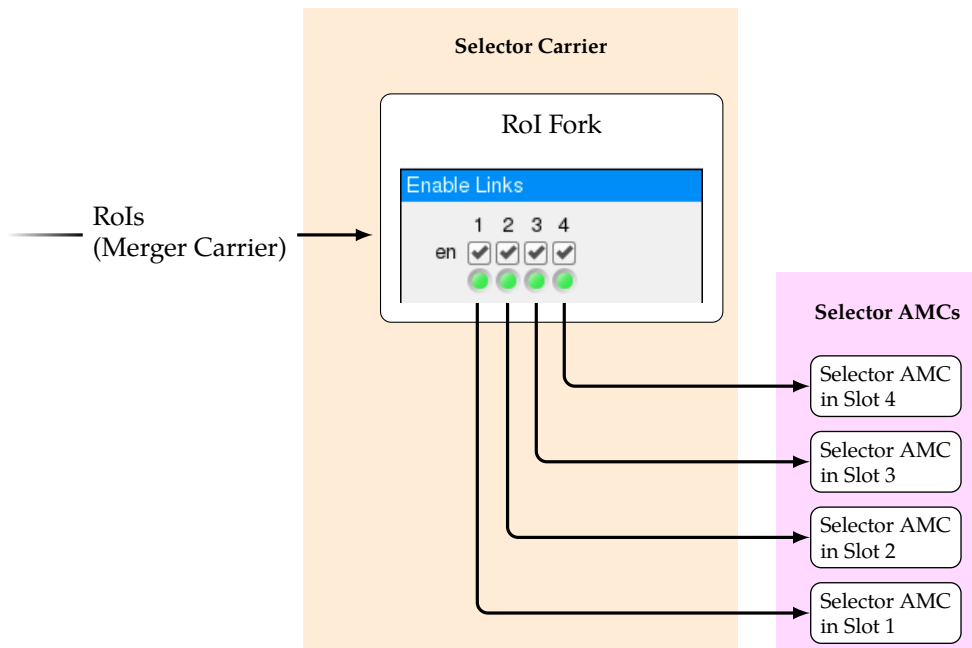 Selector Carrier
RoI Fork
Enable Links
1 2 3 4
en
RoIs
(Merger Carrier)
Selector AMCs
Selector AMC
in Slot 4
Selector AMC
in Slot 3
Selector AMC
in Slot 2
Selector AMC
in Slot 1